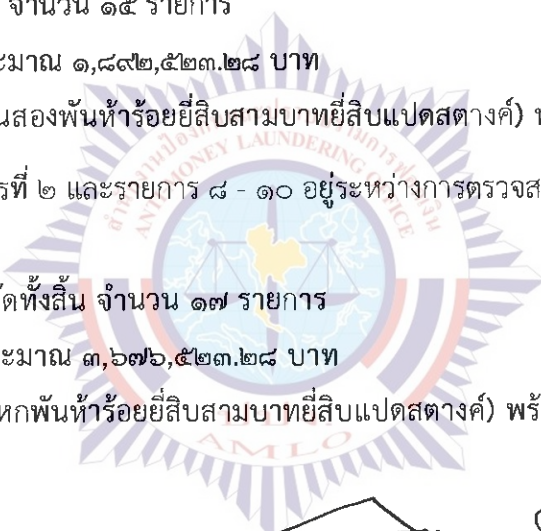 จำนวน ๑๕ รายการ
ะมาณ ๑,๘๙๒,๕๒๓.๒๘ บาท
นสองพันห้าร้อยยี่สิบสามบาทยี่สิบแปดสตางค์)
รที่ ๒ และรายการ ๘ - ๑๐ อยู่ระหว่างการตรวจส
ัดทั้งสิ้น จำนวน ๑๗ รายการ
ะมาณ ๓,๖๗๖,๕๒๓.๒๘ บาท
หกพันห้าร้อยยี่สิบสามบาทยี่สิบแปดสตางค์) พร้
ANTI-MONEY LAUNDERING OFFICE
AMLO